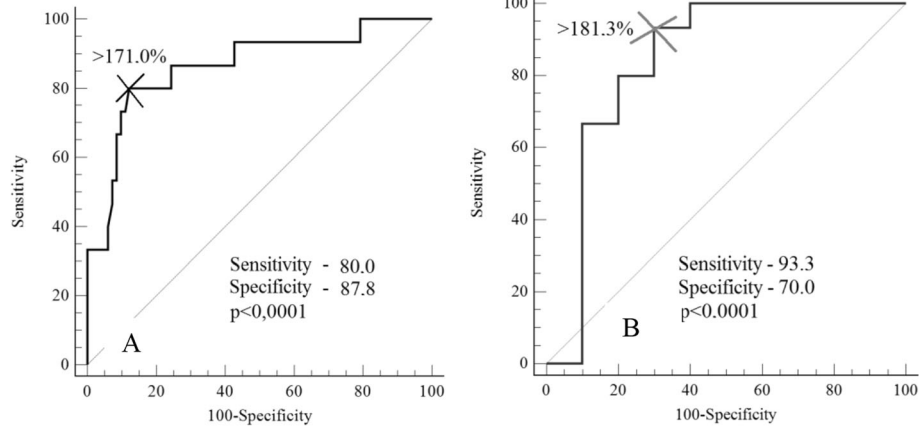 100
80
60
40
20
0
Sensitivity
>171.0%
Sensitivity - 80.0
Specificity - 87.8
p<0,0001
A
0 20 40 60 80 100
100-Specificity
100
80
60
40
20
0
Sensitivity
>181.3%
Sensitivity - 93.3
Specificity - 70.0
p<0.0001
B
0 20 40 60 80 100
100-Specificity